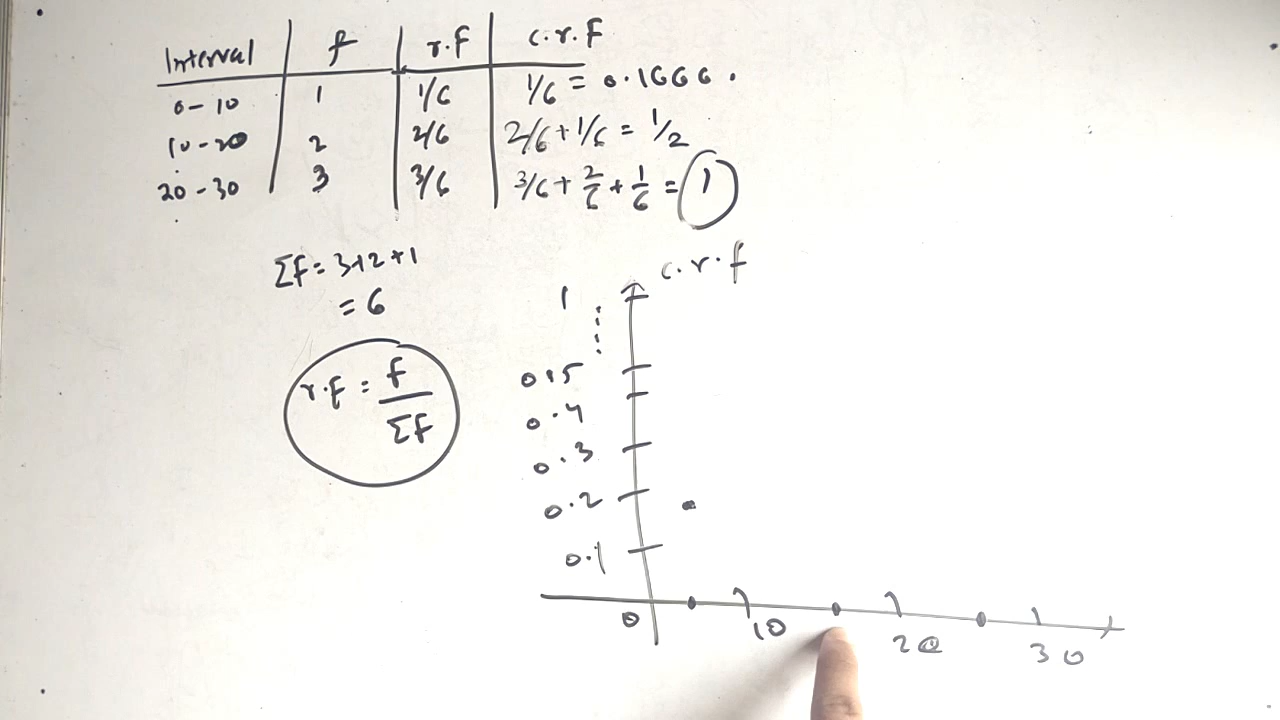 Interval f r.F c.r.F
0-10 1 1/6 1/6 = 0.1666.
10-20 2 2/6 2/6+1/6 = 1/2
20-30 3 3/6 3/6+2/6+1/6 = 1
Σf = 3+2+1
= 6
r.f = f/Σf
c.r.f
1
0.5
0.4
0.3
0.2
0.1
0 10 20 30